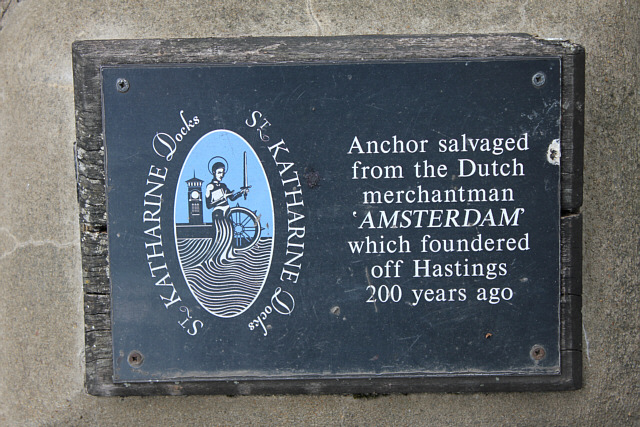 St. KATHARINE Docks
St. KATHARINE Docks
Anchor salvaged
from the Dutch
merchantman
‘AMSTERDAM’
which foundered
off Hastings
200 years ago